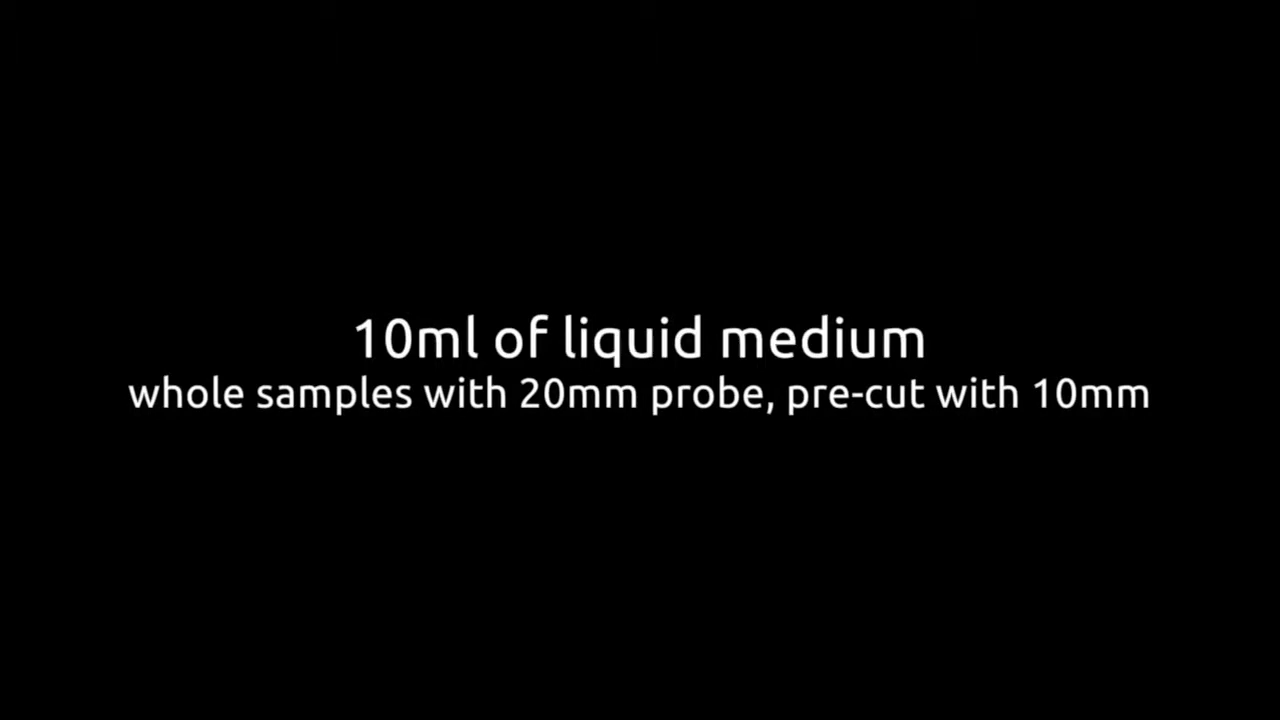 10ml of liquid medium
whole samples with 20mm probe, pre-cut with 10mm